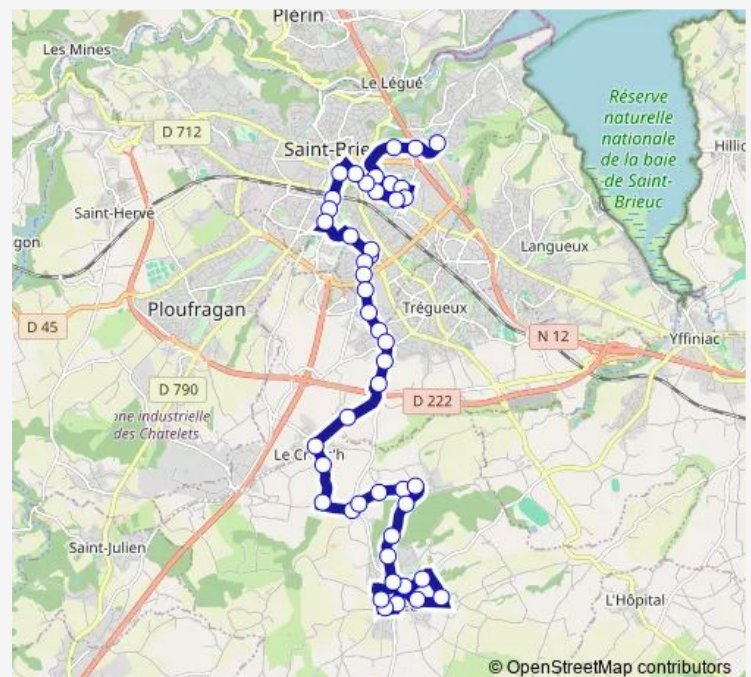 Plérin
Les Mines
Le Légué
D 712
Réserve
naturelle
nationale
de la baie
de Saint-
Brieuc
Saint-Brie
Hillic
Saint-Hervé
gon
Langueux
Ploufragan
Trégueux
D 45
N 12
Yffiniac
D 790
D 222
ne industrielle
des Chatelets
Le Cr
h
Saint-Julien
L'Hôpital
© OpenStreetMap contributors